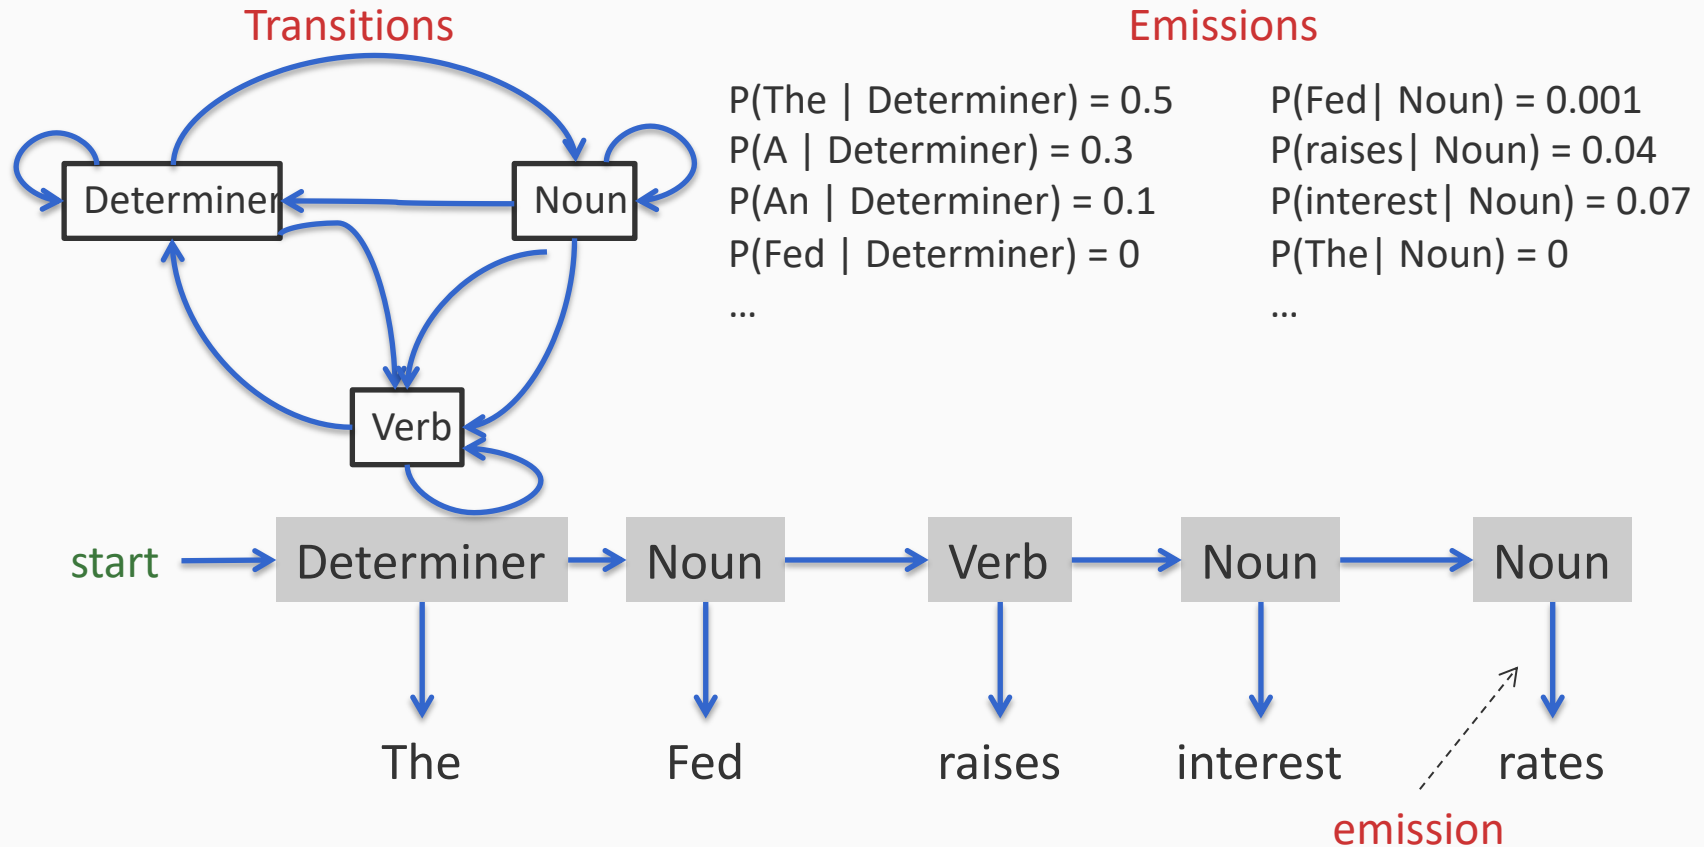 Transitions
Emissions
P(The | Determiner) = 0.5
P(Fed| Noun) = 0.001
P(A | Determiner) = 0.3
P(raises| Noun) = 0.04
P(An | Determiner) = 0.1
P(interest| Noun) = 0.07
P(Fed | Determiner) = 0
P(The| Noun) = 0
...
...
Determiner
Noun
Verb
start Determiner Noun Verb Noun Noun
The Fed raises interest rates
emission